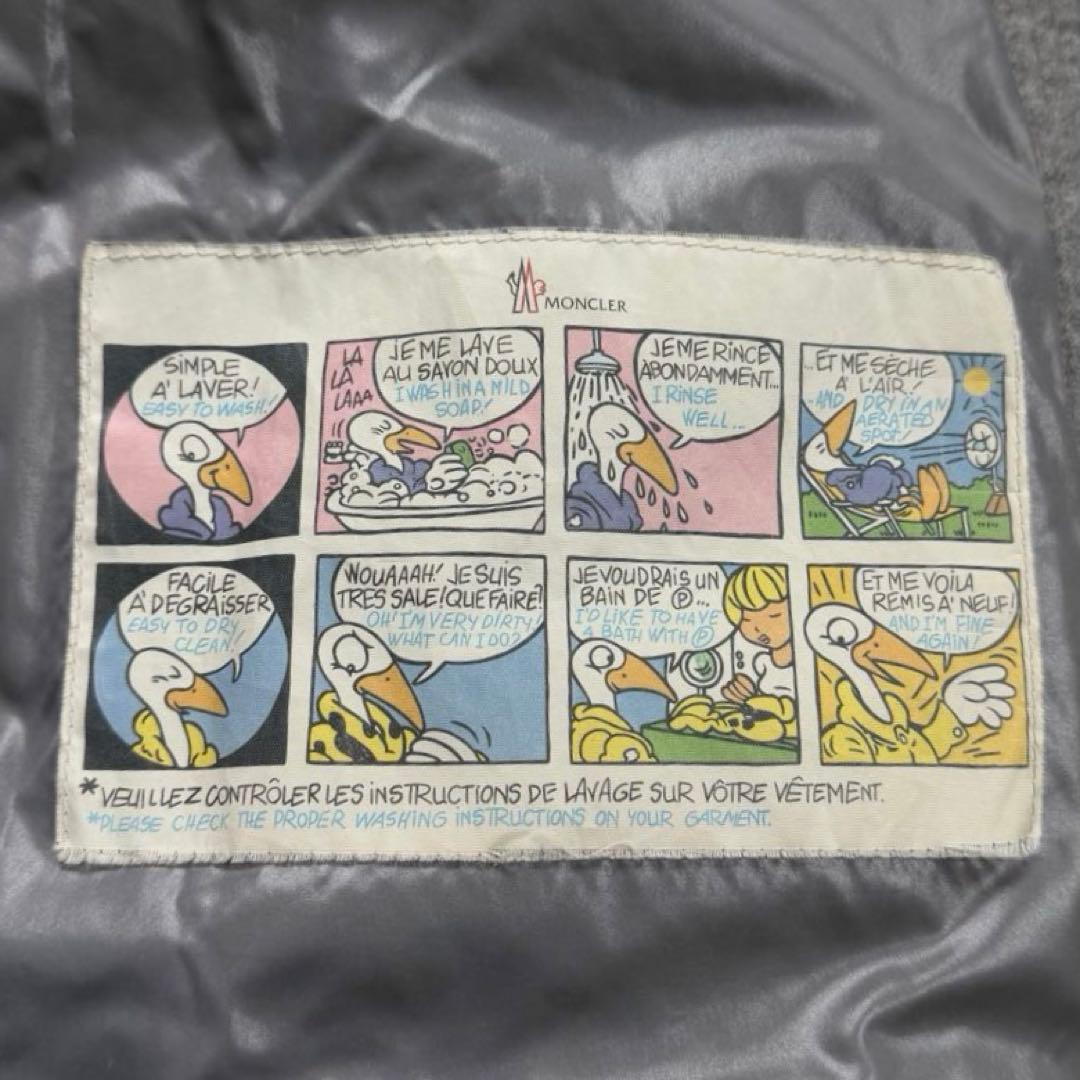 MONCLER
SIMPLE
A' LAVER!
EASY TO WASH!
LA
LÀ
LAAA
JE ME LAVE
AU SAVON DOUX
I WASH IN A MILD
SOAP!
JE ME RINCE
ABONDAMMENT...
I RINSE
WELL...
...ET ME SÈCHE
A' L'AIR!
...AND DRY IN AN
AERATED
SPOT!
FACILE
A' DEGRAISSER
EASY TO DRY
CLEAN!
WOUAAAH! JE SUIS
TRES SALE! QUE FAIRE?
OH! I'M VERY DIRTY!
WHAT CAN I DO?
JE VOUDRAIS UN
BAIN DE Ⓟ...
I'D LIKE TO HAVE
A BATH WITH Ⓟ
ET ME VOILA
REMIS A' NEUF!
AND I'M FINE
AGAIN!
*VEUILLEZ CONTRÔLER LES INSTRUCTIONS DE LAVAGE SUR VÔTRE VÊTEMENT.
*PLEASE CHECK THE PROPER WASHING INSTRUCTIONS ON YOUR GARMENT.